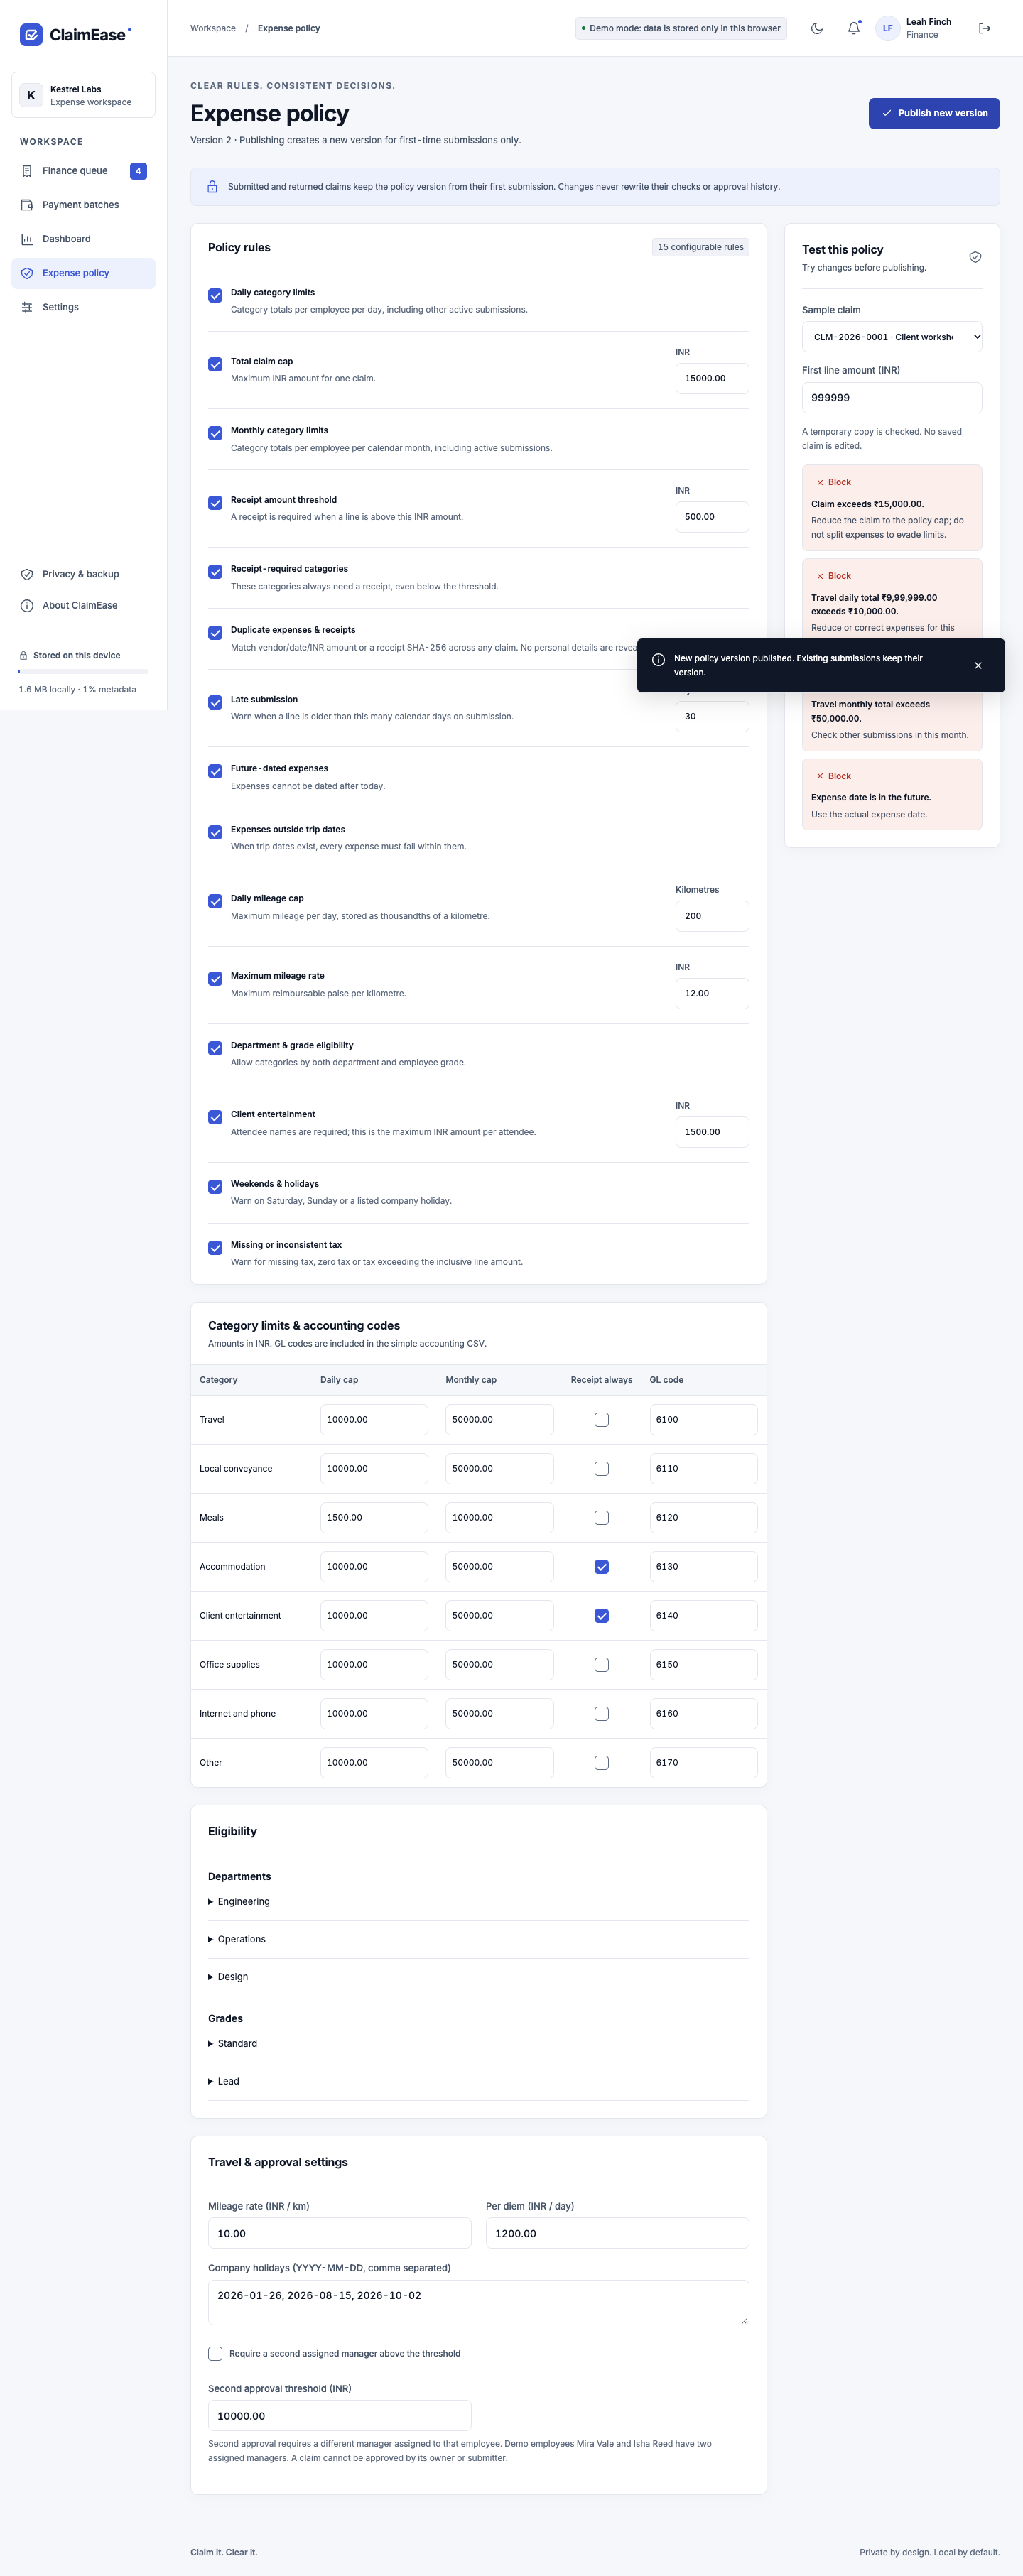 ClaimEase
K
Kestrel Labs
Expense workspace
WORKSPACE
Finance queue
4
Payment batches
Dashboard
Expense policy
Settings
Privacy & backup
About ClaimEase
Stored on this device
1.6 MB locally · 1% metadata
Workspace / Expense policy
Demo mode: data is stored only in this browser
LF
Leah Finch
Finance
CLEAR RULES. CONSISTENT DECISIONS.
Expense policy
Version 2 · Publishing creates a new version for first-time submissions only.
Publish new version
Submitted and returned claims keep the policy version from their first submission. Changes never rewrite their checks or approval history.
Policy rules
15 configurable rules
Daily category limits
Category totals per employee per day, including other active submissions.
Total claim cap
Maximum INR amount for one claim.
INR
15000.00
Monthly category limits
Category totals per employee per calendar month, including active submissions.
Receipt amount threshold
A receipt is required when a line is above this INR amount.
INR
500.00
Receipt-required categories
These categories always need a receipt, even below the threshold.
Duplicate expenses & receipts
Match vendor/date/INR amount or a receipt SHA-256 across any claim. No personal details are
Late submission
Warn when a line is older than this many calendar days on submission.
30
Future-dated expenses
Expenses cannot be dated after today.
Expenses outside trip dates
When trip dates exist, every expense must fall within them.
Daily mileage cap
Maximum mileage per day, stored as thousandths of a kilometre.
Kilometres
200
Maximum mileage rate
Maximum reimbursable paise per kilometre.
INR
12.00
Department & grade eligibility
Allow categories by both department and employee grade.
Client entertainment
Attendee names are required; this is the maximum INR amount per attendee.
INR
1500.00
Weekends & holidays
Warn on Saturday, Sunday or a listed company holiday.
Missing or inconsistent tax
Warn for missing tax, zero tax or tax exceeding the inclusive line amount.
Test this policy
Try changes before publishing.
Sample claim
CLM-2026-0001 · Client
First line amount (INR)
999999
A temporary copy is checked. No saved
claim is edited.
Block
Claim exceeds ₹15,000.00.
Reduce the claim to the policy cap; do
not split expenses to evade limits.
Block
Travel daily total ₹9,99,999.00
exceeds ₹10,000.00.
Reduce or correct expenses for this
New policy version published. Existing submissions keep their
version.
Travel monthly total exceeds
₹50,000.00.
Check other submissions in this month.
Block
Expense date is in the future.
Use the actual expense date.
Category limits & accounting codes
Amounts in INR. GL codes are included in the simple accounting CSV.
Category Daily cap Monthly cap Receipt always GL code
Travel 10000.00 50000.00 6100
Local conveyance 10000.00 50000.00 6110
Meals 1500.00 10000.00 6120
Accommodation 10000.00 50000.00 6130
Client entertainment 10000.00 50000.00 6140
Office supplies 10000.00 50000.00 6150
Internet and phone 10000.00 50000.00 6160
Other 10000.00 50000.00 6170
Eligibility
Departments
Engineering
Operations
Design
Grades
Standard
Lead
Travel & approval settings
Mileage rate (INR / km)
10.00
Per diem (INR / day)
1200.00
Company holidays (YYYY-MM-DD, comma separated)
2026-01-26, 2026-08-15, 2026-10-02
Require a second assigned manager above the threshold
Second approval threshold (INR)
10000.00
Second approval requires a different manager assigned to that employee. Demo employees Mira Vale and Isha Reed have two
assigned managers. A claim cannot be approved by its owner or submitter.
Claim it. Clear it.
Private by design. Local by default.